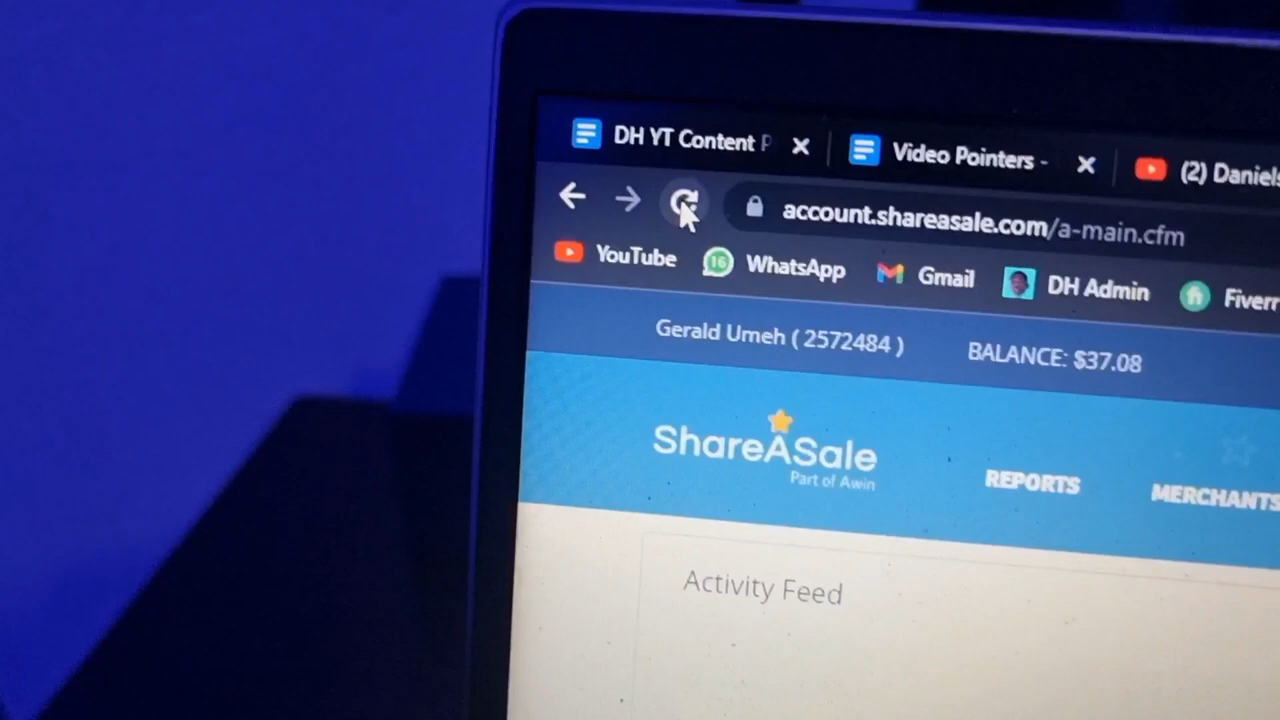 DH YT Content P
Video Pointers -
(2) Daniels
account.shareasale.com/a-main.cfm
YouTube
16
WhatsApp
Gmail
DH Admin
Fiverr
Gerald Umeh ( 2572484 )
BALANCE: $37.08
ShareASale
Part of Awin
REPORTS
MERCHANTS
Activity Feed